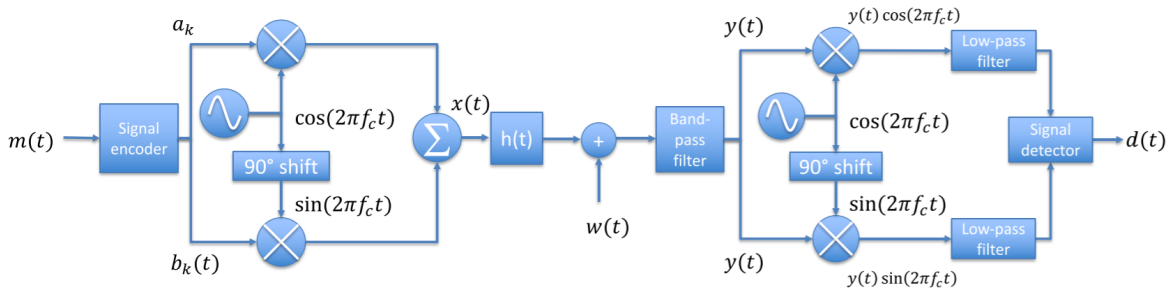 m(t)
Signal
encoder
a_k
cos(2πf_ct)
90° shift
sin(2πf_ct)
b_k(t)
∑
x(t)
h(t)
+
w(t)
Band-
pass
filter
y(t)
y(t) cos(2πf_ct)
cos(2πf_ct)
90° shift
sin(2πf_ct)
y(t)
y(t) sin(2πf_ct)
Low-pass
filter
Low-pass
filter
Signal
detector
d(t)